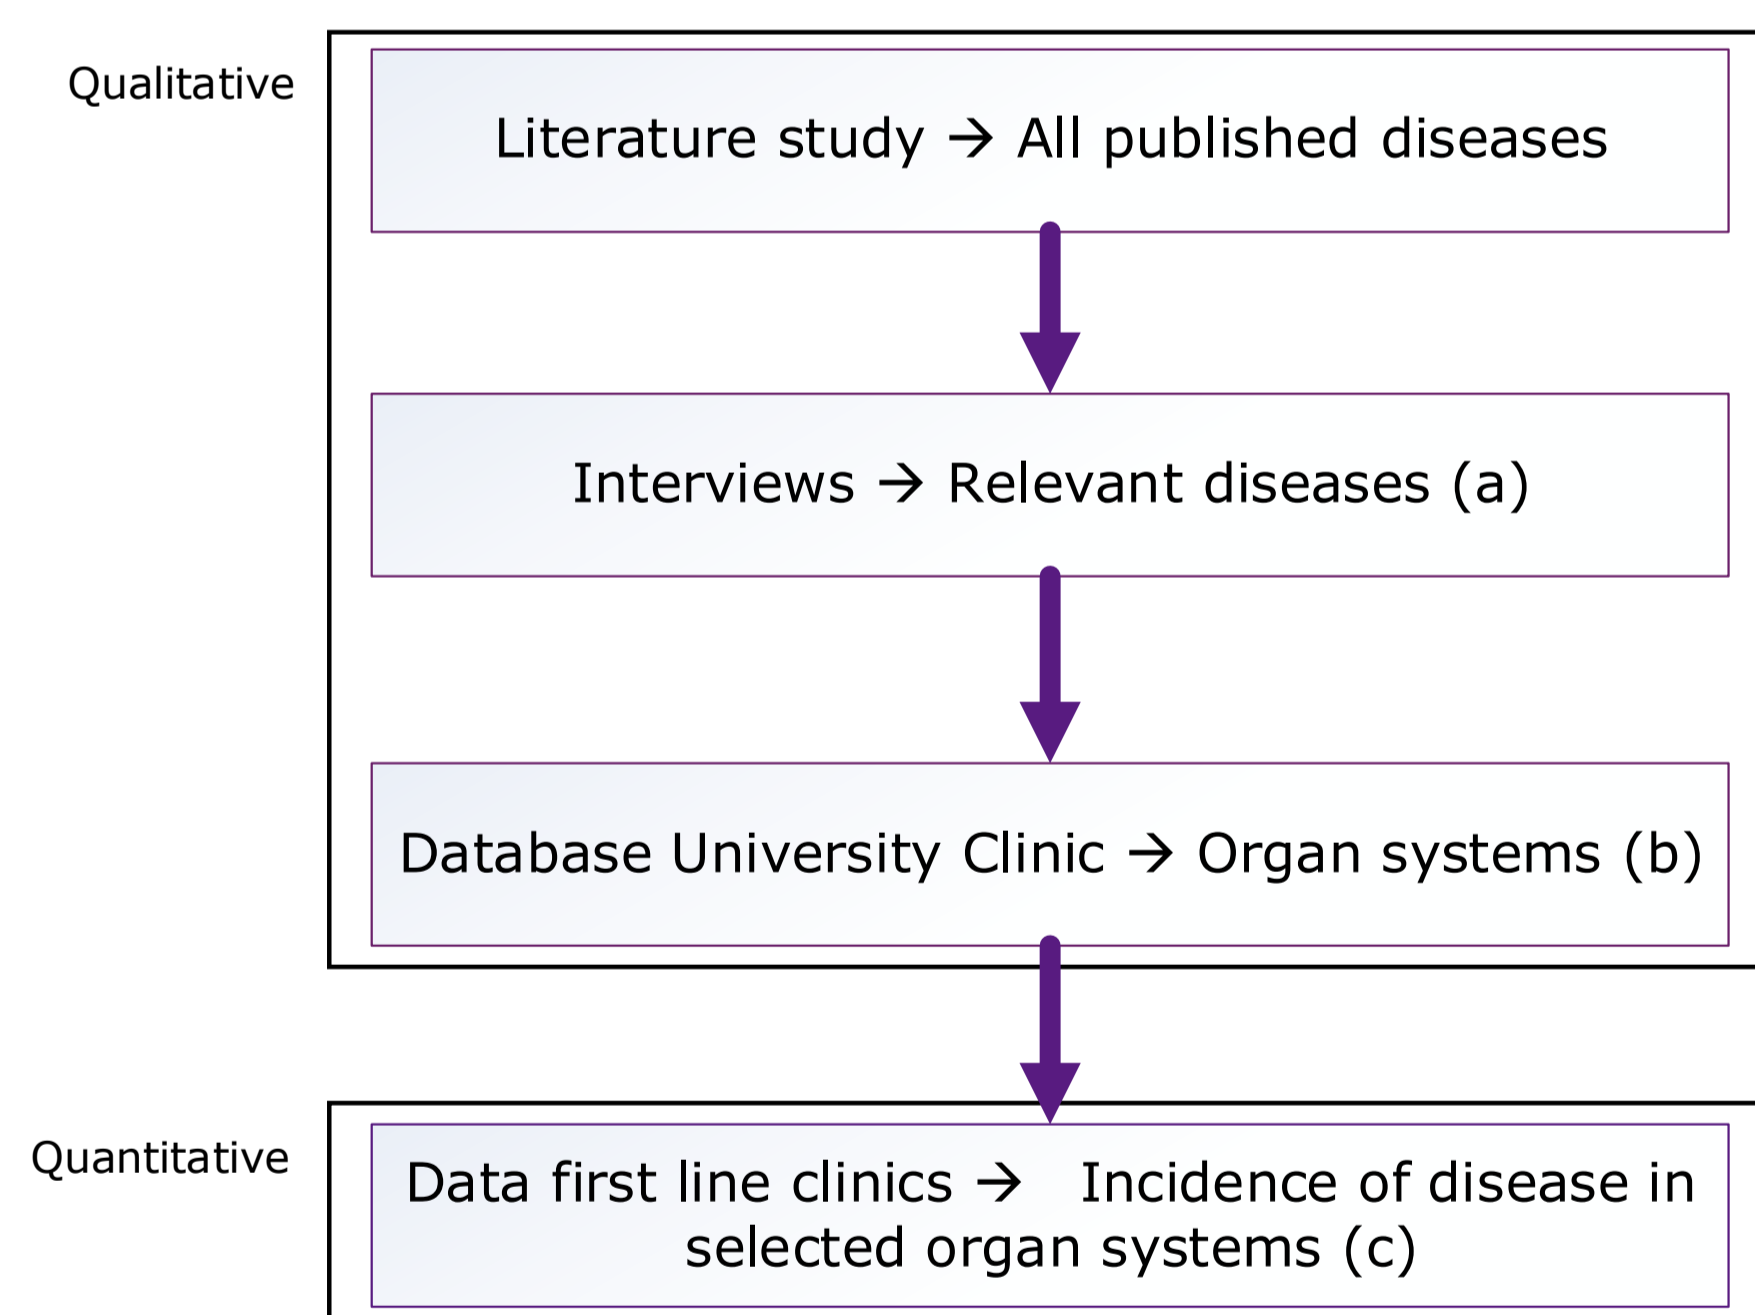 Qualitative
Literature study → All published diseases
Interviews → Relevant diseases (a)
Database University Clinic → Organ systems (b)
Quantitative
Data first line clinics → Incidence of disease in
selected organ systems (c)